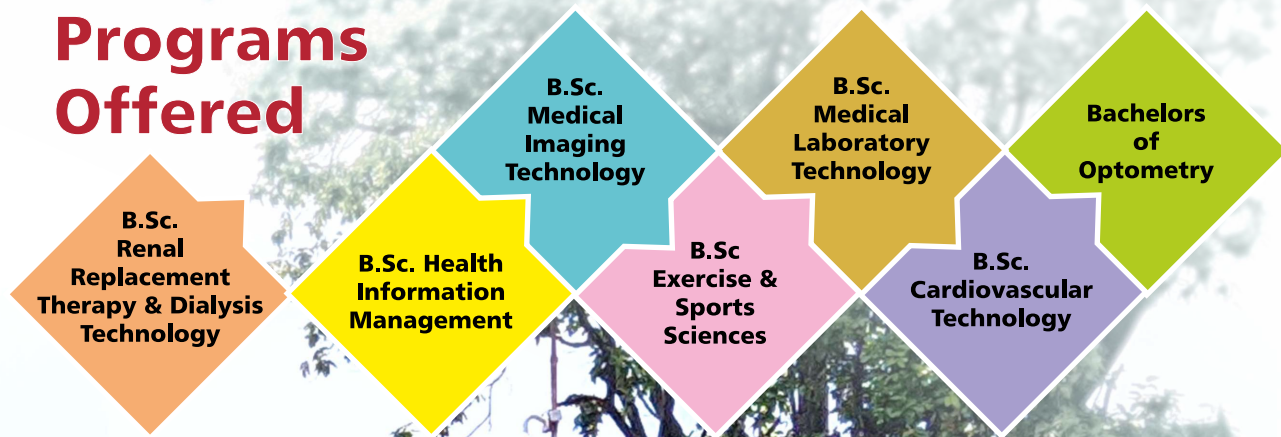 Programs
Offered
B.Sc.
Renal
Replacement
Therapy & Dialysis
Technology
B.Sc. Health
Information
Management
B.Sc.
Medical
Imaging
Technology
B.Sc
Exercise &
Sports
Sciences
B.Sc.
Medical
Laboratory
Technology
B.Sc.
Cardiovascular
Technology
Bachelors
of
Optometry